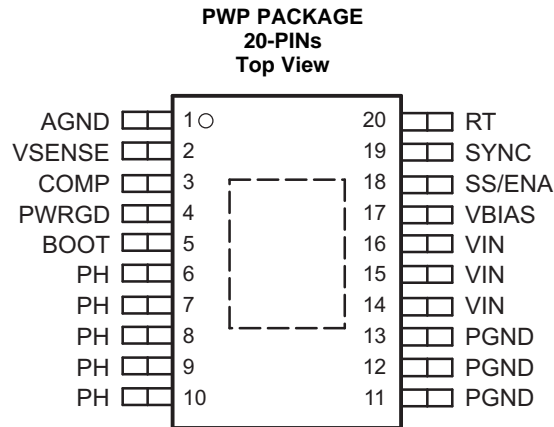 PWP PACKAGE
20-PINs
Top View
AGND 1 20 RT
VSENSE 2 19 SYNC
COMP 3 18 SS/ENA
PWRGD 4 17 VBIAS
BOOT 5 16 VIN
PH 6 15 VIN
PH 7 14 VIN
PH 8 13 PGND
PH 9 12 PGND
PH 10 11 PGND